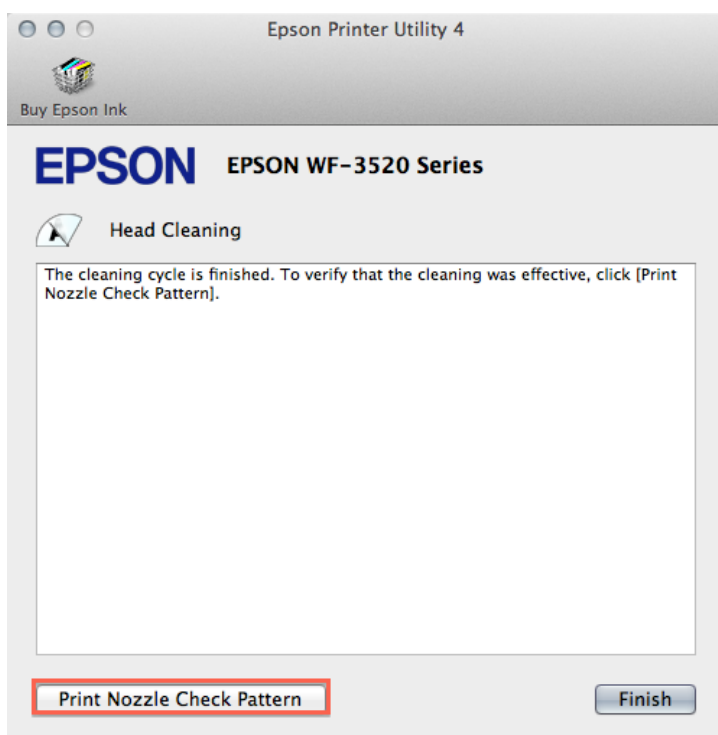 Epson Printer Utility 4
Buy Epson Ink
EPSON
EPSON WF-3520 Series
Head Cleaning
The cleaning cycle is finished. To verify that the cleaning was effective, click [Print
Nozzle Check Pattern].
Print Nozzle Check Pattern
Finish